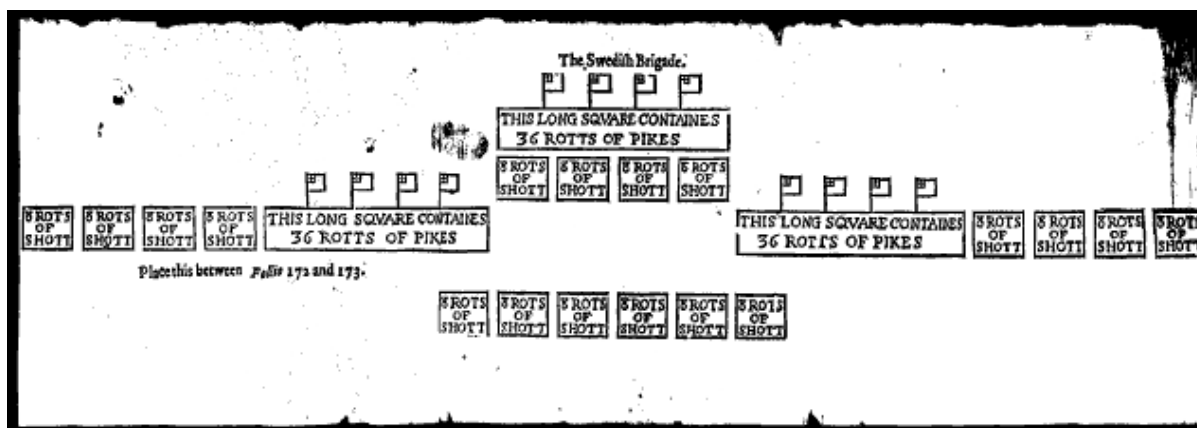 The Swediſh Brigade.
THIS LONG SQVARE CONTAINES
36 ROTTS OF PIKES
8 ROTS
OF
SHOTT
8 ROTS
OF
SHOTT
8 ROTS
OF
SHOTT
8 ROTS
OF
SHOTT
8 ROTS
OF
SHOTT
8 ROTS
OF
SHOTT
8 ROTS
OF
SHOTT
8 ROTS
OF
SHOTT
THIS LONG SQVARE CONTAINES
36 ROTTS OF PIKES
THIS LONG SQVARE CONTAINES
36 ROTTS OF PIKES
8 ROTS
OF
SHOTT
8 ROTS
OF
SHOTT
8 ROTS
OF
SHOTT
8 ROTS
OF
SHOTT
Place this between Folio 172 and 173.
8 ROTS
OF
SHOTT
8 ROTS
OF
SHOTT
8 ROTS
OF
SHOTT
8 ROTS
OF
SHOTT
8 ROTS
OF
SHOTT
8 ROTS
OF
SHOTT